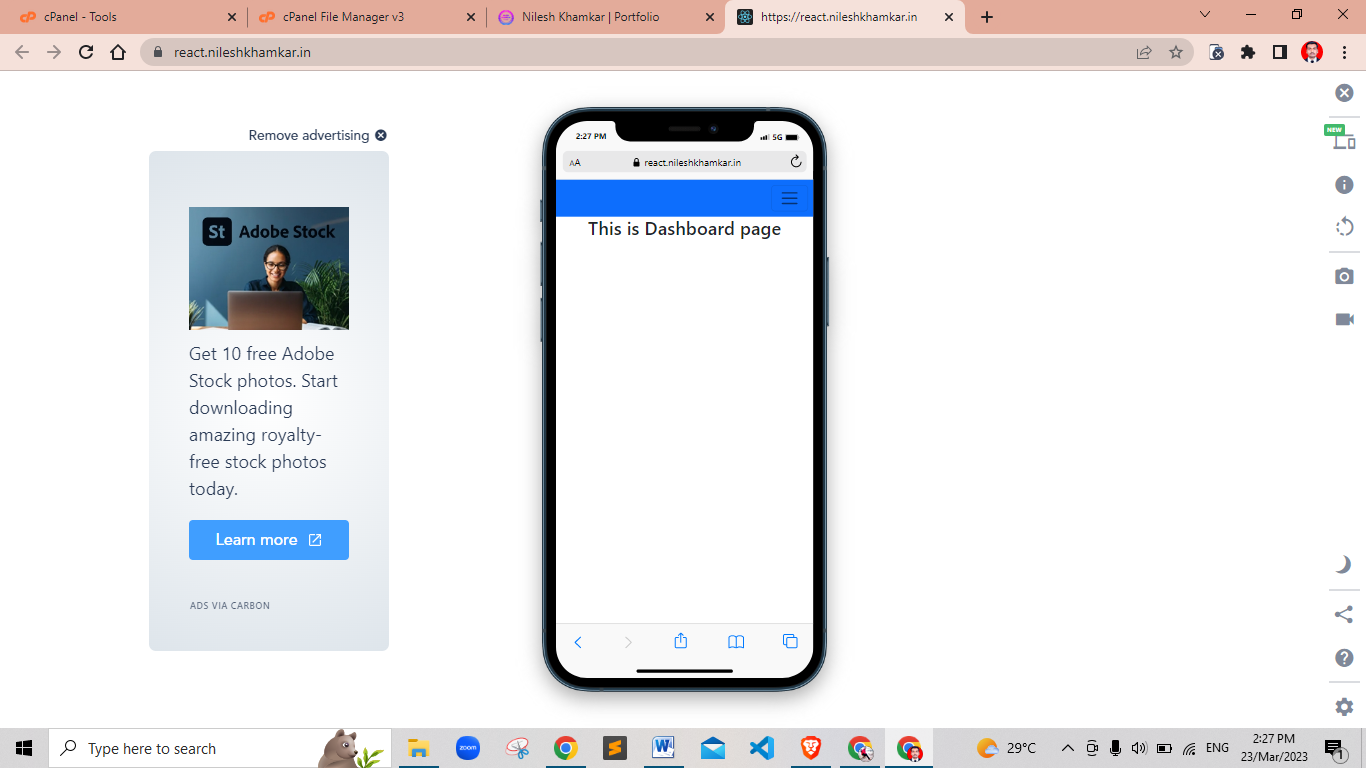 cPanel - Tools
cPanel File Manager v3
Nilesh Khamkar | Portfolio
https://react.nileshkhamkar.in
react.nileshkhamkar.in
Remove advertising
St Adobe Stock
Get 10 free Adobe
Stock photos. Start
downloading
amazing royalty-
free stock photos
today.
Learn more
ADS VIA CARBON
2:27 PM
5G
AA
react.nileshkhamkar.in
This is Dashboard page
NEW
Type here to search
zoom
29°C
ENG
2:27 PM
23/Mar/2023
1